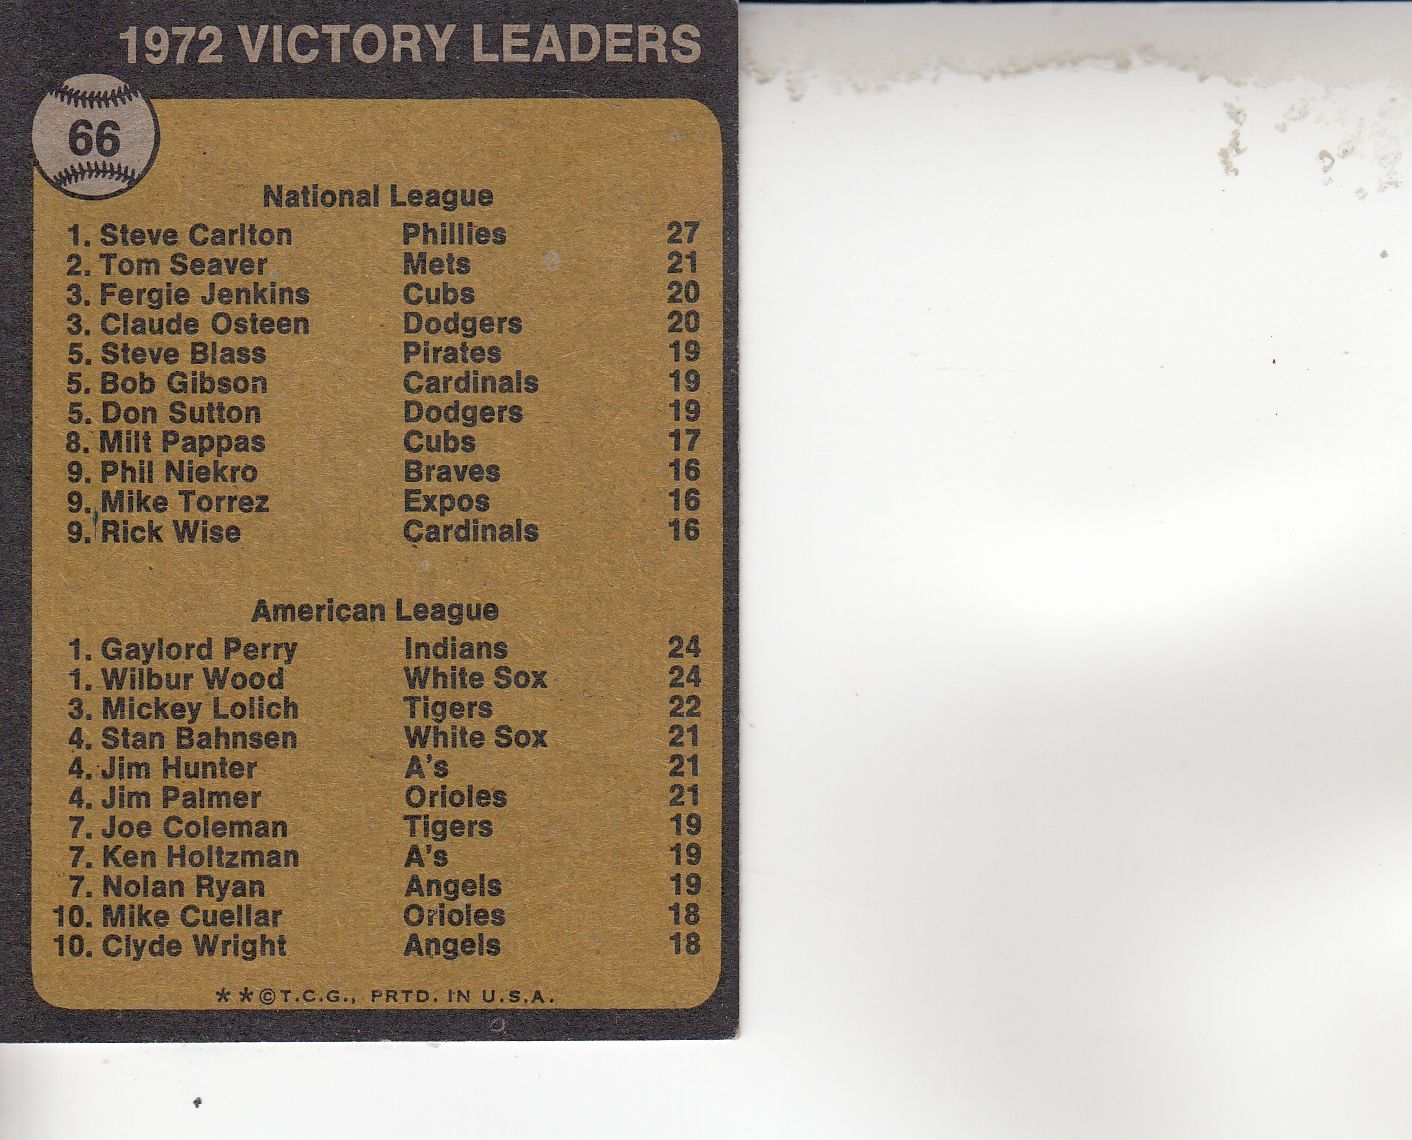 1972 VICTORY LEADERS
66
National League
1. Steve Carlton Phillies 27
2. Tom Seaver Mets 21
3. Fergie Jenkins Cubs 20
3. Claude Osteen Dodgers 20
5. Steve Blass Pirates 19
5. Bob Gibson Cardinals 19
5. Don Sutton Dodgers 19
8. Milt Pappas Cubs 17
9. Phil Niekro Braves 16
9. Mike Torrez Expos 16
9. Rick Wise Cardinals 16
American League
1. Gaylord Perry Indians 24
1. Wilbur Wood White Sox 24
3. Mickey Lolich Tigers 22
4. Stan Bahnsen White Sox 21
4. Jim Hunter A's 21
4. Jim Palmer Orioles 21
7. Joe Coleman Tigers 19
7. Ken Holtzman A's 19
7. Nolan Ryan Angels 19
10. Mike Cuellar Orioles 18
10. Clyde Wright Angels 18
**©T.C.G., PRTD. IN U.S.A.